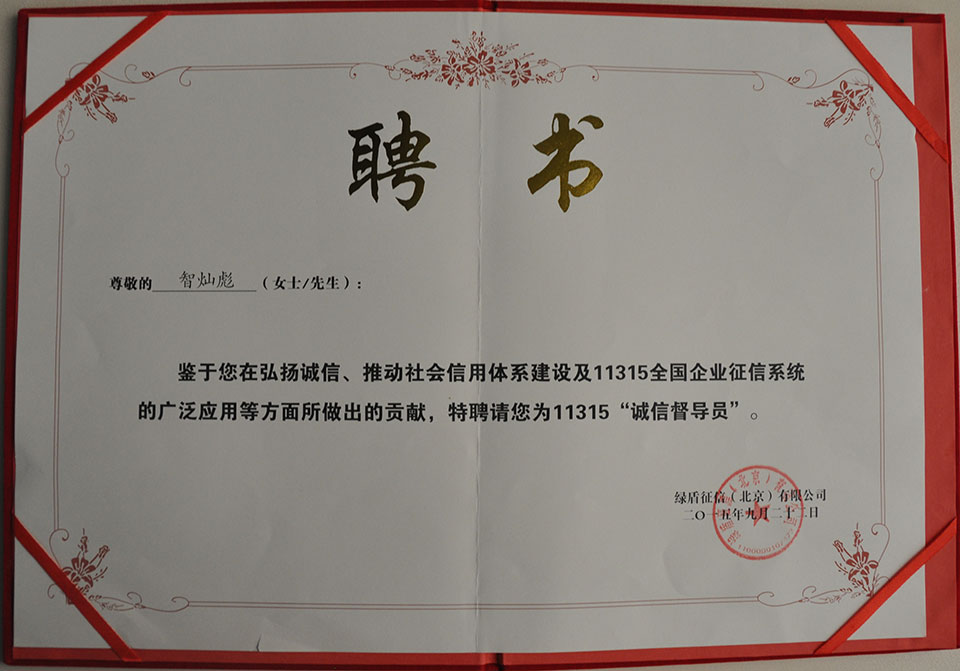 聘书
尊敬的 智灿彪 （女士/先生）：
鉴于您在弘扬诚信、推动社会信用体系建设及11315全国企业征信系统
的广泛应用等方面所做出的贡献，特聘请您为11315“诚信督导员”。
绿盾征信（北京）有限公司
二〇一五年九月二十二日